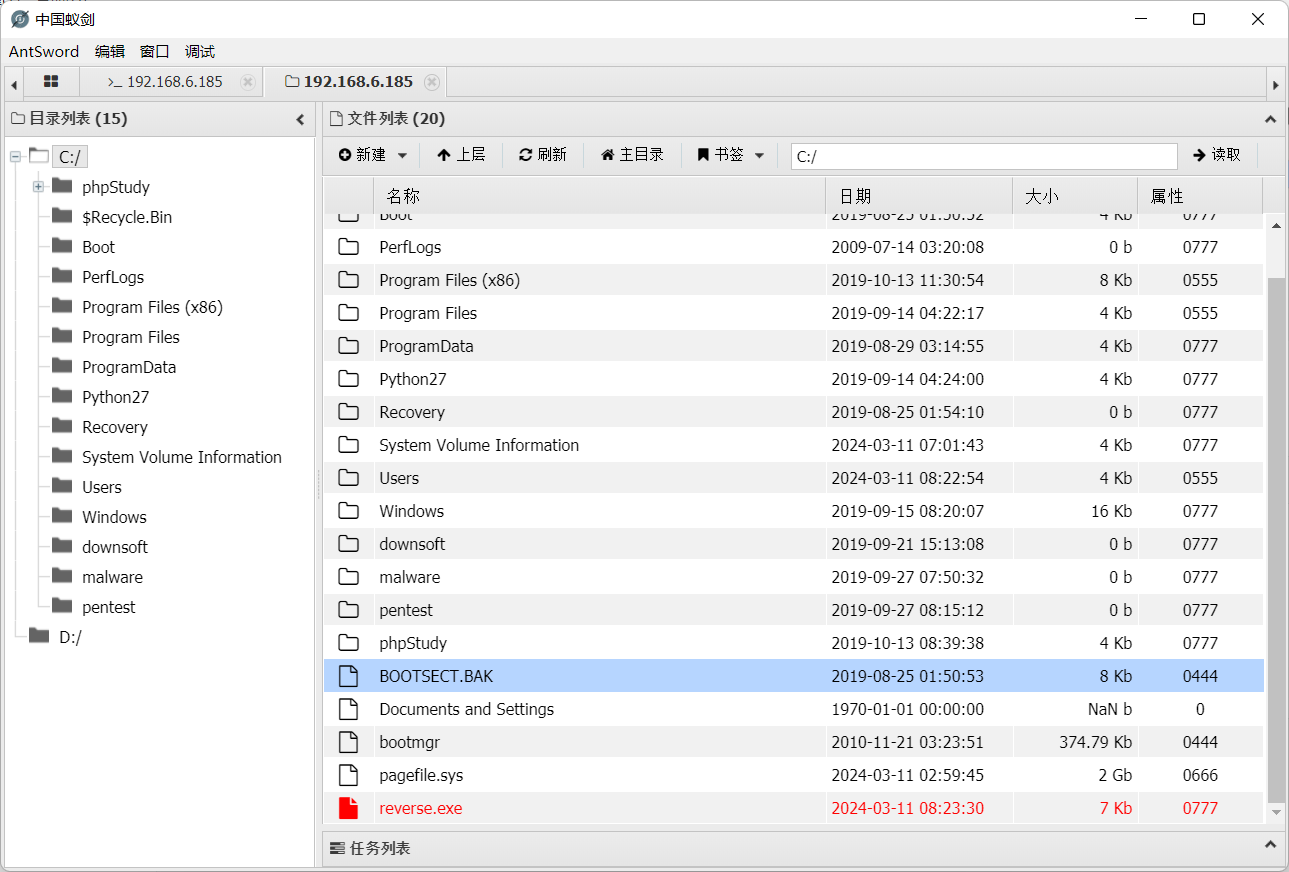 中国蚁剑
AntSword 编辑 窗口 调试
>_ 192.168.6.185 192.168.6.185
目录列表 (15)
C:/
phpStudy
$Recycle.Bin
Boot
PerfLogs
Program Files (x86)
Program Files
ProgramData
Python27
Recovery
System Volume Information
Users
Windows
downsoft
malware
pentest
D:/
文件列表 (20)
新建 上层 刷新 主目录 书签 C:/ 读取
名称 日期 大小 属性
Boot 2019-08-25 01:50:52 4 Kb 0777
PerfLogs 2009-07-14 03:20:08 0 b 0777
Program Files (x86) 2019-10-13 11:30:54 8 Kb 0555
Program Files 2019-09-14 04:22:17 4 Kb 0555
ProgramData 2019-08-29 03:14:55 4 Kb 0777
Python27 2019-09-14 04:24:00 4 Kb 0777
Recovery 2019-08-25 01:54:10 0 b 0777
System Volume Information 2024-03-11 07:01:43 4 Kb 0777
Users 2024-03-11 08:22:54 4 Kb 0555
Windows 2019-09-15 08:20:07 16 Kb 0777
downsoft 2019-09-21 15:13:08 0 b 0777
malware 2019-09-27 07:50:32 0 b 0777
pentest 2019-09-27 08:15:12 0 b 0777
phpStudy 2019-10-13 08:39:38 4 Kb 0777
BOOTSECT.BAK 2019-08-25 01:50:53 8 Kb 0444
Documents and Settings 1970-01-01 00:00:00 NaN b 0
bootmgr 2010-11-21 03:23:51 374.79 Kb 0444
pagefile.sys 2024-03-11 02:59:45 2 Gb 0666
reverse.exe 2024-03-11 08:23:30 7 Kb 0777
任务列表